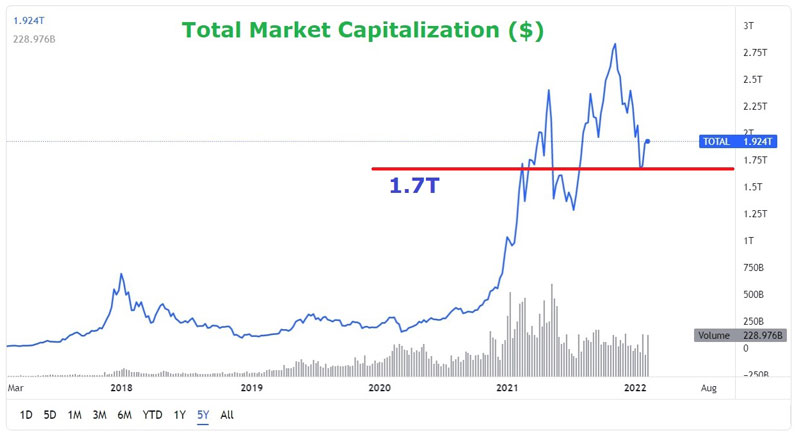 1.924T
228.976B
Total Market Capitalization ($)
3T
2.75T
2.5T
2.25T
2T
TOTAL 1.924T
1.75T
1.7T
1.5T
1.25T
1T
750B
500B
250B
Volume 228.976B
0
−250B
Mar 2018 2019 2020 2021 2022 Aug
1D 5D 1M 3M 6M YTD 1Y 5Y All